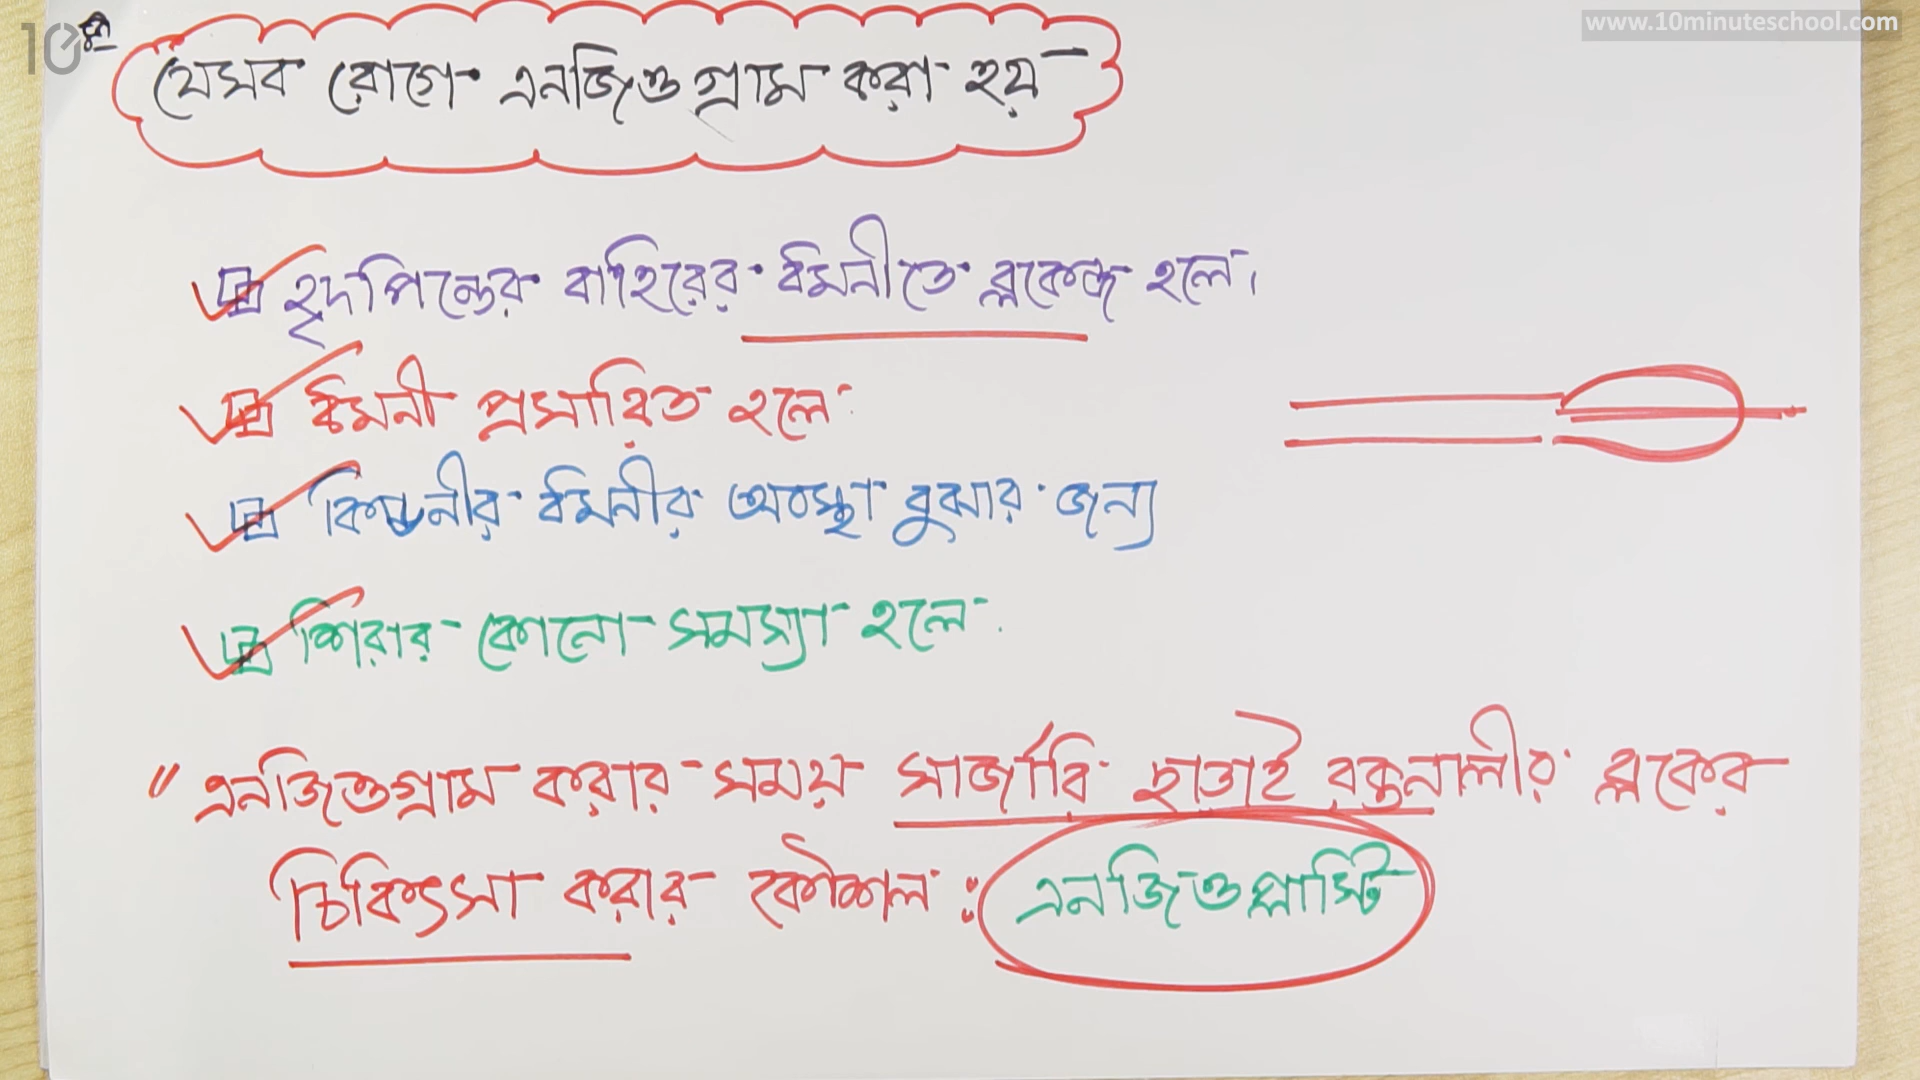 10
www.10minuteschool.com
যেসব রোগে এনজিওগ্রাম করা হয়
হৃদপিন্ডের বাহিরের ধমনীতে ব্লকেজ হলে।
ধমনী প্রসারিত হলে
কিডনীর ধমনীর অবস্থা বুঝার জন্য
শিরার কোনো সমস্যা হলে.
" এনজিওগ্রাম করার সময় সার্জারি ছাড়াই রক্তনালীর ব্লকের
চিকিৎসা করার কৌশল : এনজিওপ্লাস্টি